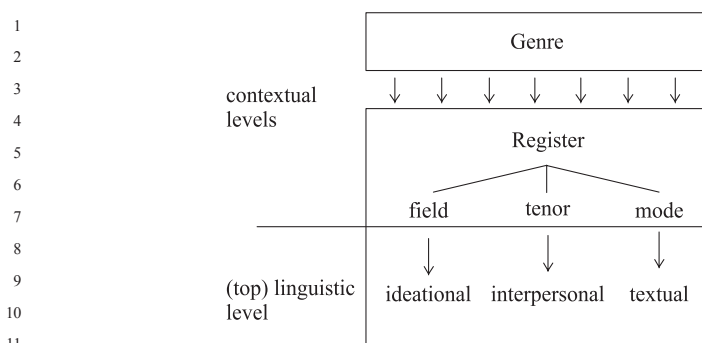 1
Genre
2
3
contextual
levels
4
5
Register
6
7
field tenor mode
8
9
(top) linguistic
level
ideational interpersonal textual
10
11